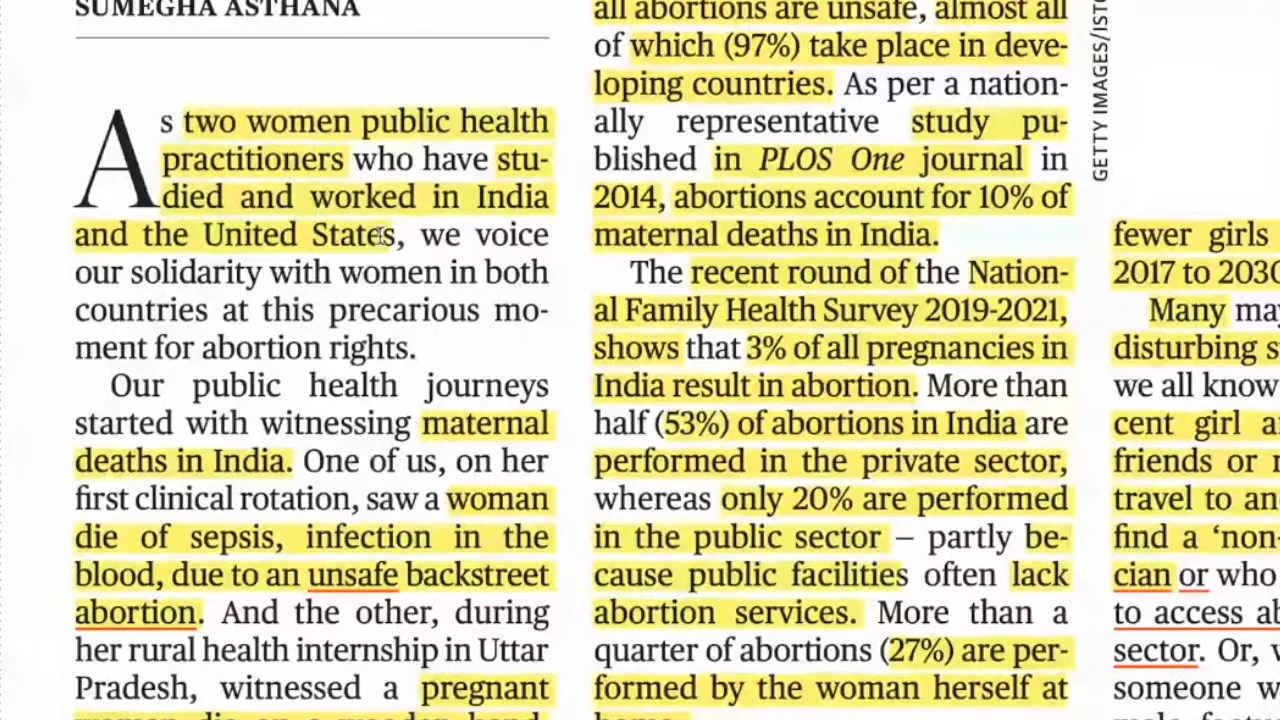 SUMEGHA ASTHANA
As two women public health
practitioners who have stu-
died and worked in India
and the United States, we voice
our solidarity with women in both
countries at this precarious mo-
ment for abortion rights.
Our public health journeys
started with witnessing maternal
deaths in India. One of us, on her
first clinical rotation, saw a woman
die of sepsis, infection in the
blood, due to an unsafe backstreet
abortion. And the other, during
her rural health internship in Uttar
Pradesh, witnessed a pregnant
women die on a wooden hand-
all abortions are unsafe, almost all
of which (97%) take place in deve-
loping countries. As per a nation-
ally representative study pu-
blished in PLOS One journal in
2014, abortions account for 10% of
maternal deaths in India.
The recent round of the Nation-
al Family Health Survey 2019-2021,
shows that 3% of all pregnancies in
India result in abortion. More than
half (53%) of abortions in India are
performed in the private sector,
whereas only 20% are performed
in the public sector – partly be-
cause public facilities often lack
abortion services. More than a
quarter of abortions (27%) are per-
formed by the woman herself at
home.
GETTY IMAGES/ISTO
fewer girls
2017 to 2030
Many may
disturbing s
we all know
cent girl a
friends or r
travel to an
find a ‘non-
cian or who
to access ab
sector. Or, w
someone w